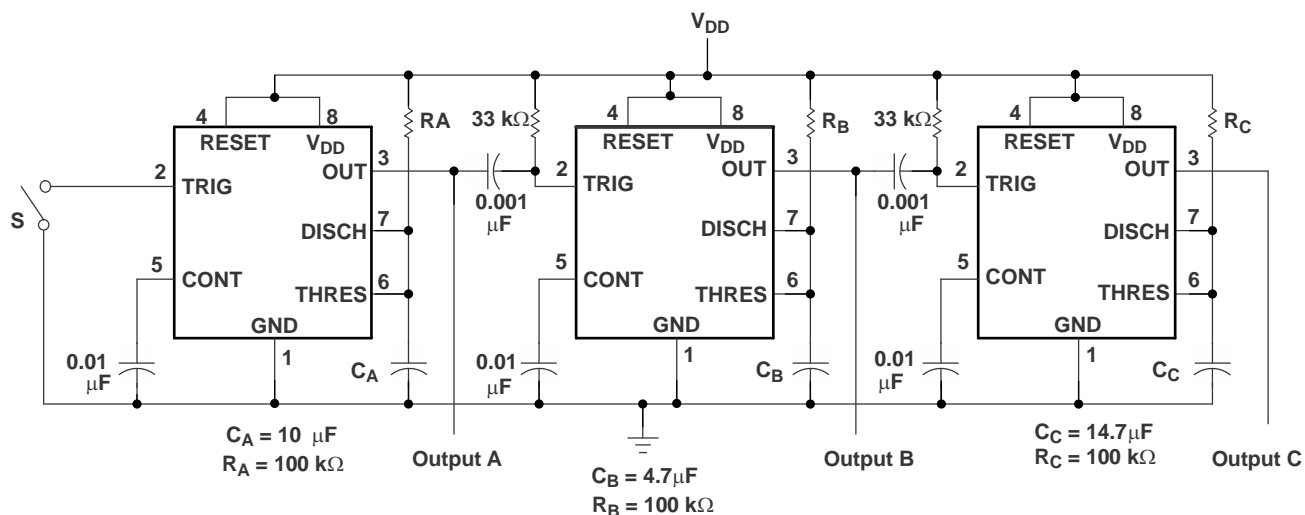 VDD
RA
33 kΩ
RB
33 kΩ
RC
4
8
RESET
VDD
3
OUT
2
TRIG
S
7
DISCH
5
CONT
6
THRES
GND
1
0.01
μF
CA
0.001
μF
4
8
RESET
VDD
3
OUT
2
TRIG
7
DISCH
5
CONT
6
THRES
GND
1
0.01
μF
CB
0.001
μF
4
8
RESET
VDD
3
OUT
2
TRIG
7
DISCH
5
CONT
6
THRES
GND
1
0.01
μF
CC
CA = 10 μF
RA = 100 kΩ
Output A
CB = 4.7μF
RB = 100 kΩ
Output B
CC = 14.7μF
RC = 100 kΩ
Output C